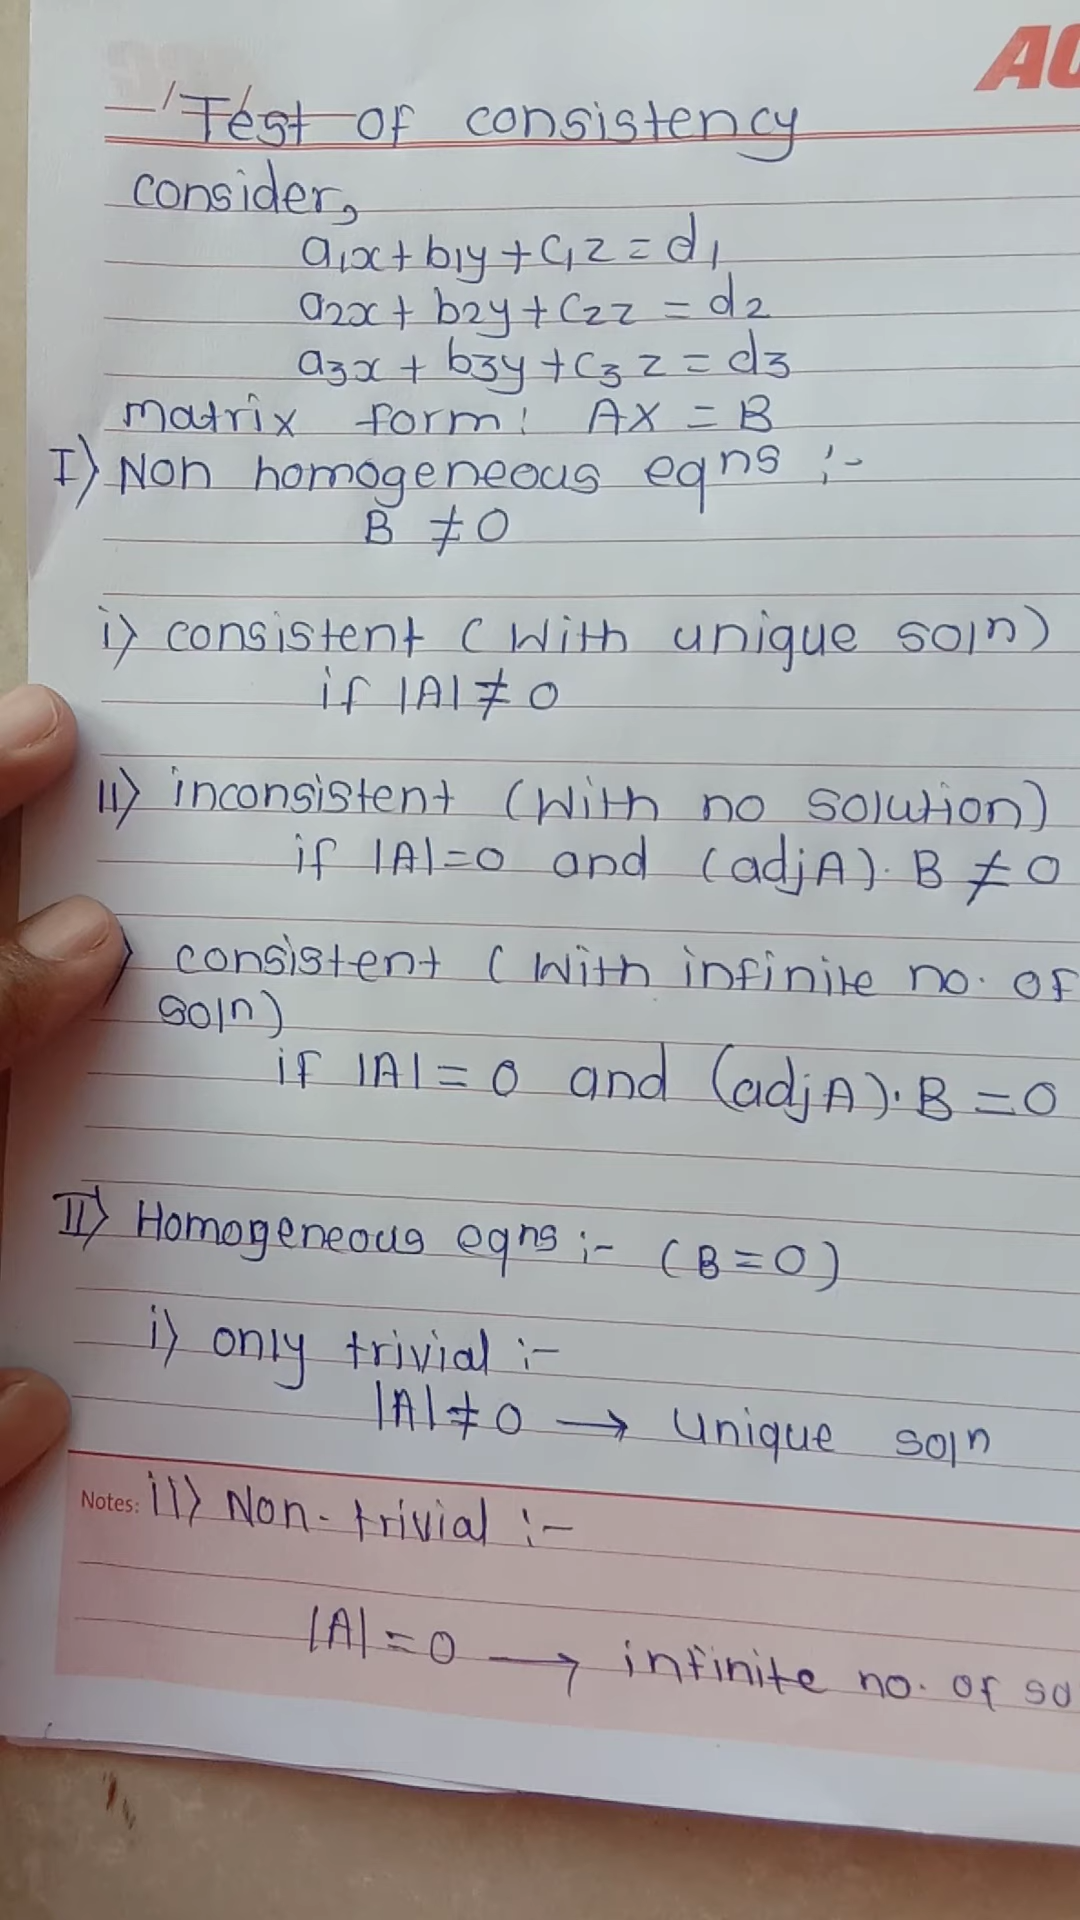 AC
Test of consistency
consider,
a1x + b1y + c1z = d1
a2x + b2y + c2z = d2
a3x + b3y + c3z = d3
matrix form: AX = B
I) Non homogeneous eqns :-
B ≠ 0
i) consistent (with unique soln)
if |A| ≠ 0
ii) inconsistent (with no solution)
if |A| = 0 and (adjA). B ≠ 0
) consistent (with infinite no. of
soln)
if |A| = 0 and (adjA). B = 0
II) Homogeneous eqns :- (B = 0)
i) only trivial :-
|A| ≠ 0 → unique soln
Notes: ii) Non-trivial :-
|A| = 0 → infinite no. of so